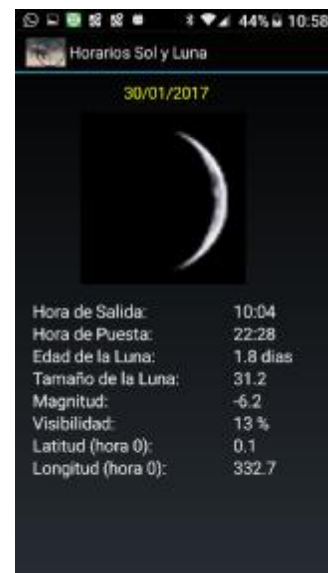 44% 10:58
Horarios Sol y Luna
30/01/2017
Hora de Salida: 10:04
Hora de Puesta: 22:28
Edad de la Luna: 1.8 dias
Tamaño de la Luna: 31.2
Magnitud: -6.2
Visibilidad: 13 %
Latitud (hora 0): 0.1
Longitud (hora 0): 332.7